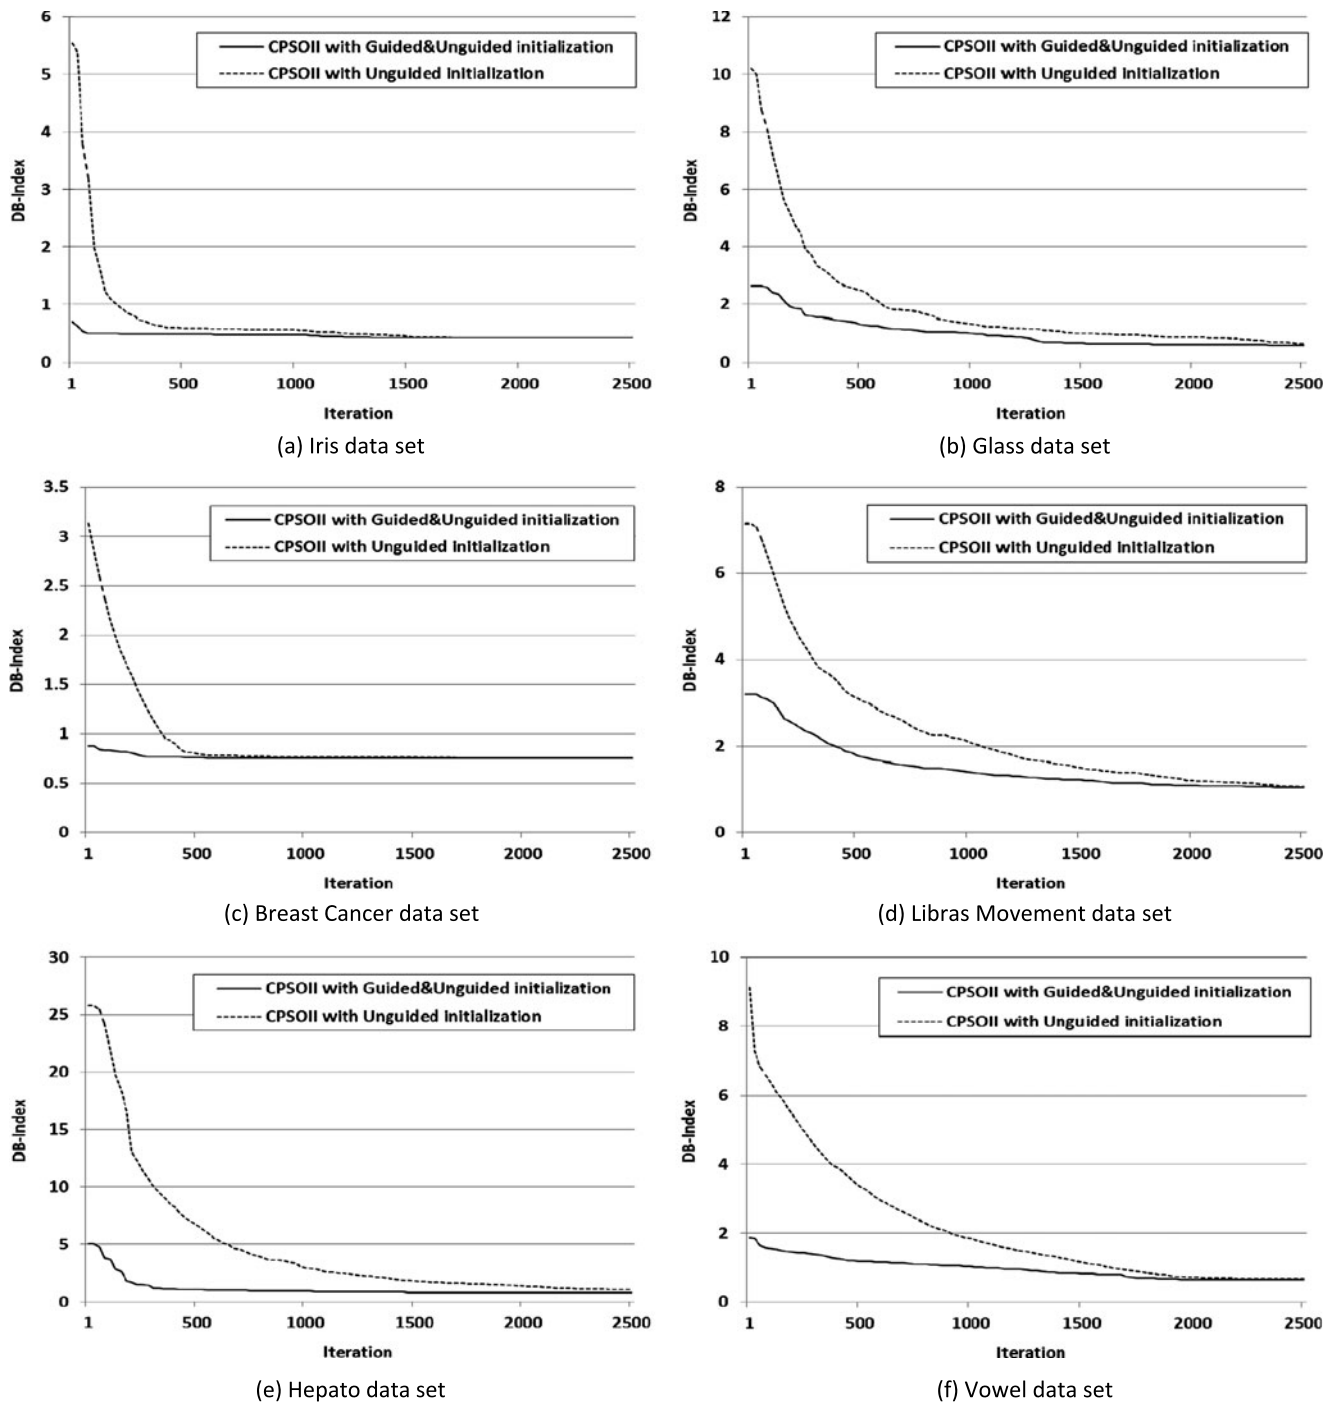 6
5
4
3
2
1
0
DB-Index
CPSOII with Guided&Unguided initialization
CPSOII with Unguided initialization
1 500 1000 1500 2000 2500
Iteration
(a) Iris data set
12
10
8
6
4
2
0
DB-Index
CPSOII with Guided&Unguided initialization
CPSOII with Unguided initialization
1 500 1000 1500 2000 2500
Iteration
(b) Glass data set
3.5
3
2.5
2
1.5
1
0.5
0
DB-Index
CPSOII with Guided&Unguided initialization
CPSOII with Unguided initialization
1 500 1000 1500 2000 2500
Iteration
(c) Breast Cancer data set
8
6
4
2
0
DB-Index
CPSOII with Guided&Unguided initialization
CPSOII with Unguided initialization
1 500 1000 1500 2000 2500
Iteration
(d) Libras Movement data set
30
25
20
15
10
5
0
DB-Index
CPSOII with Guided&Unguided initialization
CPSOII with Unguided initialization
1 500 1000 1500 2000 2500
Iteration
(e) Hepato data set
10
8
6
4
2
0
DB-Index
CPSOII with Guided&Unguided initialization
CPSOII with Unguided initialization
1 500 1000 1500 2000 2500
Iteration
(f) Vowel data set